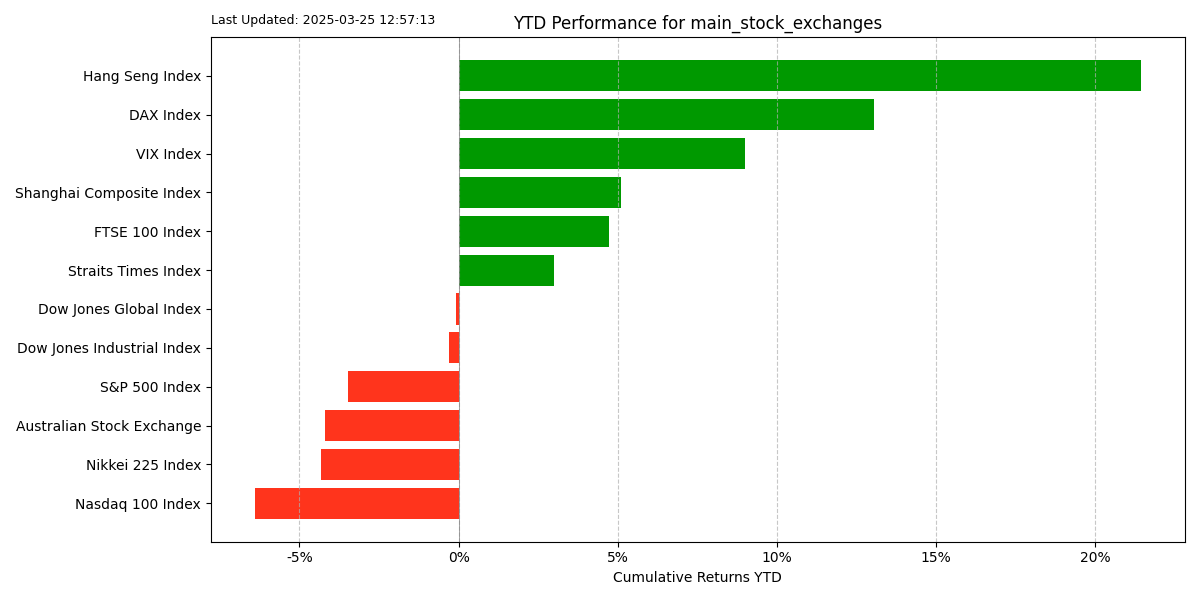 Last Updated: 2025-03-25 12:57:13
YTD Performance for main_stock_exchanges
Hang Seng Index
DAX Index
VIX Index
Shanghai Composite Index
FTSE 100 Index
Straits Times Index
Dow Jones Global Index
Dow Jones Industrial Index
S&P 500 Index
Australian Stock Exchange
Nikkei 225 Index
Nasdaq 100 Index
-5% 0% 5% 10% 15% 20%
Cumulative Returns YTD